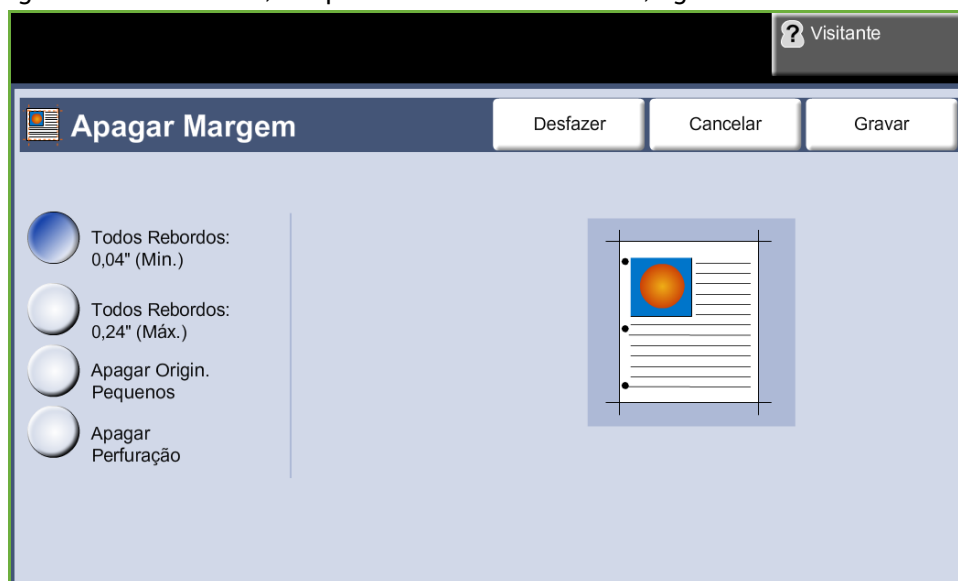 Visitante
Apagar Margem
Desfazer
Cancelar
Gravar
Todos Rebordos:
0,04" (Min.)
Todos Rebordos:
0,24" (Máx.)
Apagar Origin.
Pequenos
Apagar
Perfuração